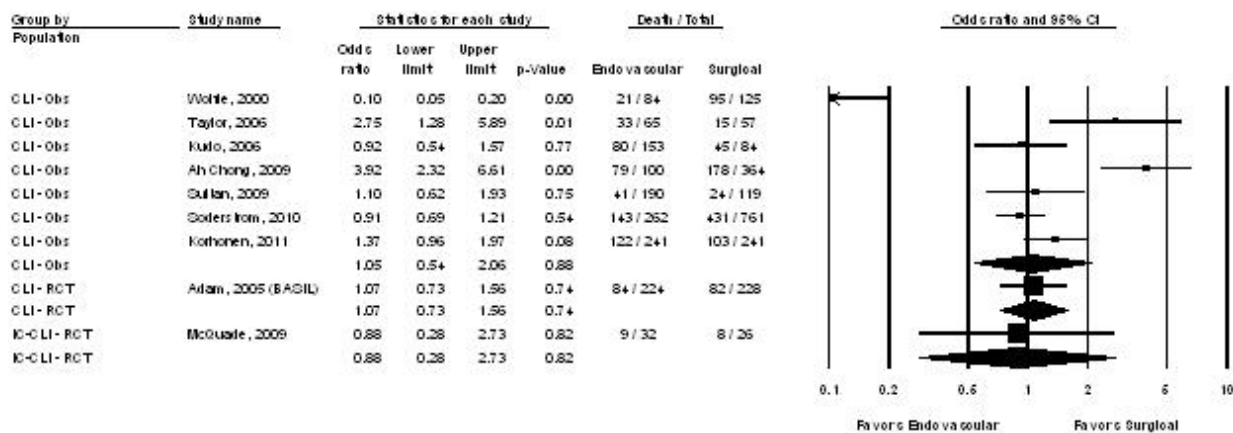 Group by Study name Statistics for each study Death / Total Odds ratio and 95% CI
Population
Odds Lower Upper
ratio limit limit p-Value Endovascular Surgical
CLI - Obs Wolfle, 2000 0.10 0.05 0.20 0.00 21 / 84 95 / 125
CLI - Obs Taylor, 2006 2.75 1.28 5.89 0.01 33 / 65 15 / 57
CLI - Obs Kudo, 2006 0.92 0.54 1.57 0.77 80 / 153 45 / 84
CLI - Obs Ah Chong, 2009 3.92 2.32 6.61 0.00 79 / 100 178 / 364
CLI - Obs Sultan, 2009 1.10 0.62 1.93 0.75 41 / 190 24 / 119
CLI - Obs Soderstrom, 2010 0.91 0.69 1.21 0.54 143 / 262 431 / 761
CLI - Obs Korhonen, 2011 1.37 0.96 1.97 0.08 122 / 241 103 / 241
CLI - Obs 1.05 0.54 2.06 0.88
CLI - RCT Adam, 2005 (BASIL) 1.07 0.73 1.56 0.74 84 / 224 82 / 228
CLI - RCT 1.07 0.73 1.56 0.74
IC-CLI - RCT McQuade, 2009 0.88 0.28 2.73 0.82 9 / 32 8 / 26
IC-CLI - RCT 0.88 0.28 2.73 0.82
0.1 0.2 0.5 1 2 5 10
Favors Endovascular Favors Surgical